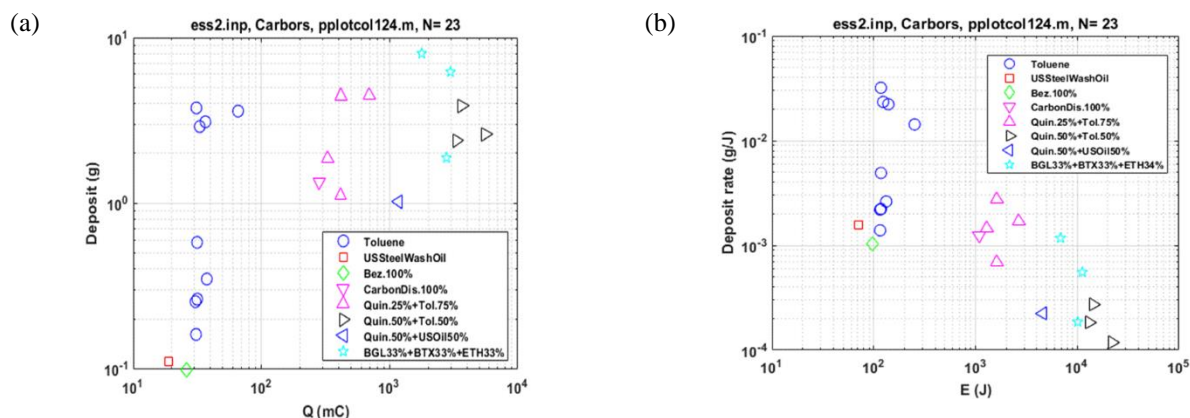 (a)
ess2.inp, Carbors, pplotcol124.m, N= 23
10^1
10^0
10^-1
Deposit (g)
Toluene
USSteelWashOil
Bez.100%
CarbonDis.100%
Quin.25%+Tol.75%
Quin.50%+Tol.50%
Quin.50%+USOil50%
BGL33%+BTX33%+ETH33%
10^1 10^2 10^3 10^4
Q (mC)
(b)
ess2.inp, Carbors, pplotcol124.m, N= 23
10^-1
10^-2
10^-3
10^-4
Deposit rate (g/J)
Toluene
USSteelWashOil
Bez.100%
CarbonDis.100%
Quin.25%+Tol.75%
Quin.50%+Tol.50%
Quin.50%+USOil50%
BGL33%+BTX33%+ETH34%
10^1 10^2 10^3 10^4 10^5
E (J)